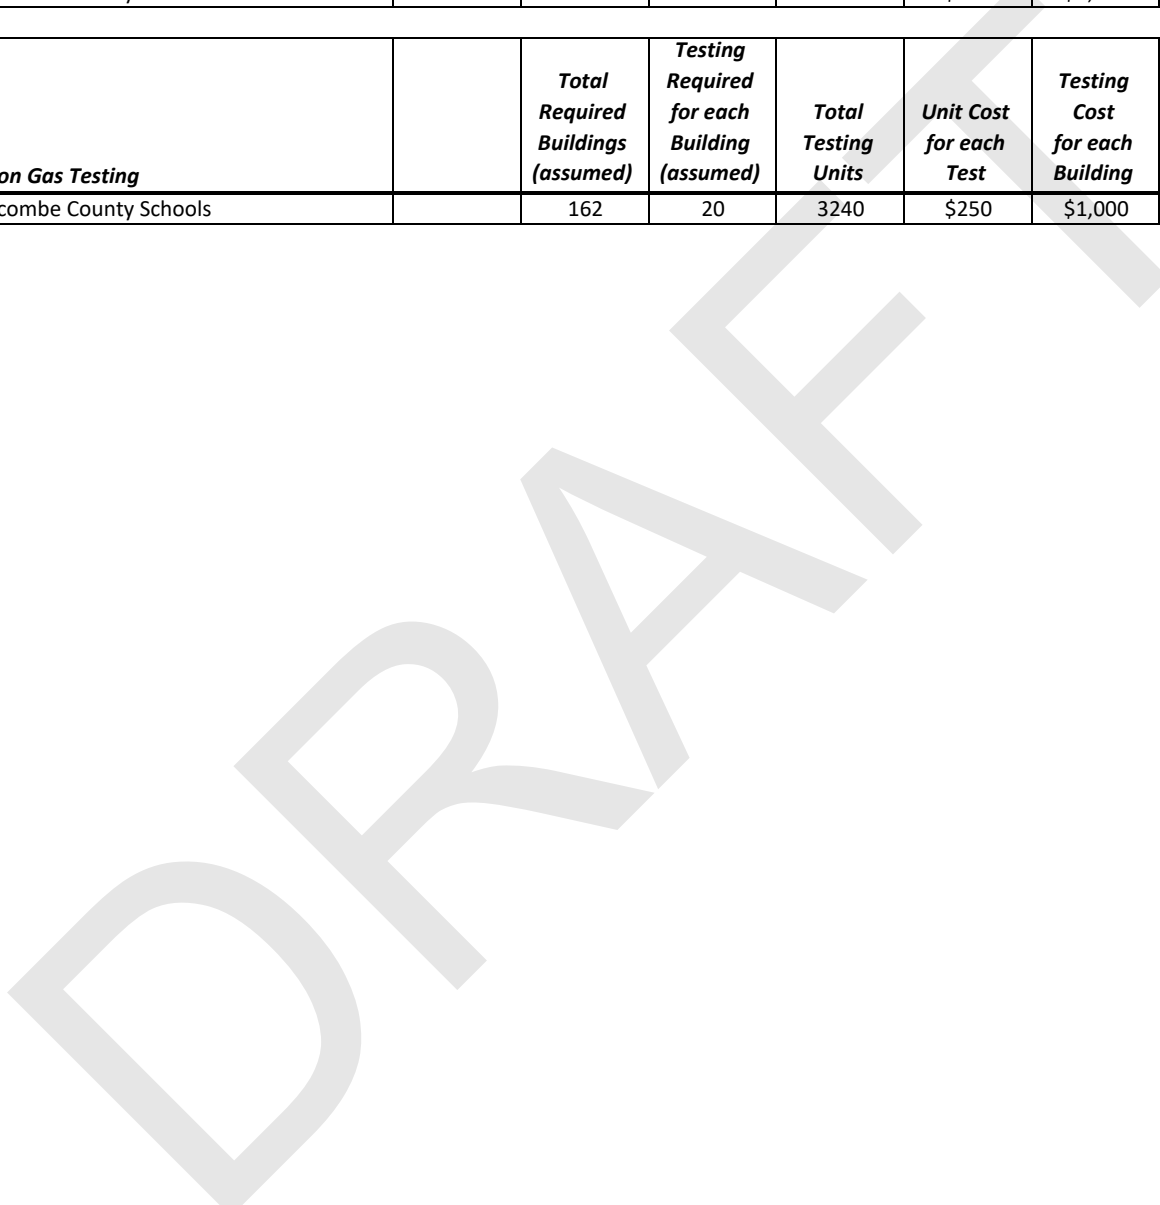 Testing
Total Required Testing
Required for each Total Unit Cost Cost
Buildings Building Testing for each for each
on Gas Testing (assumed) (assumed) Units Test Building
combe County Schools 162 20 3240 $250 $1,000
DRAFT